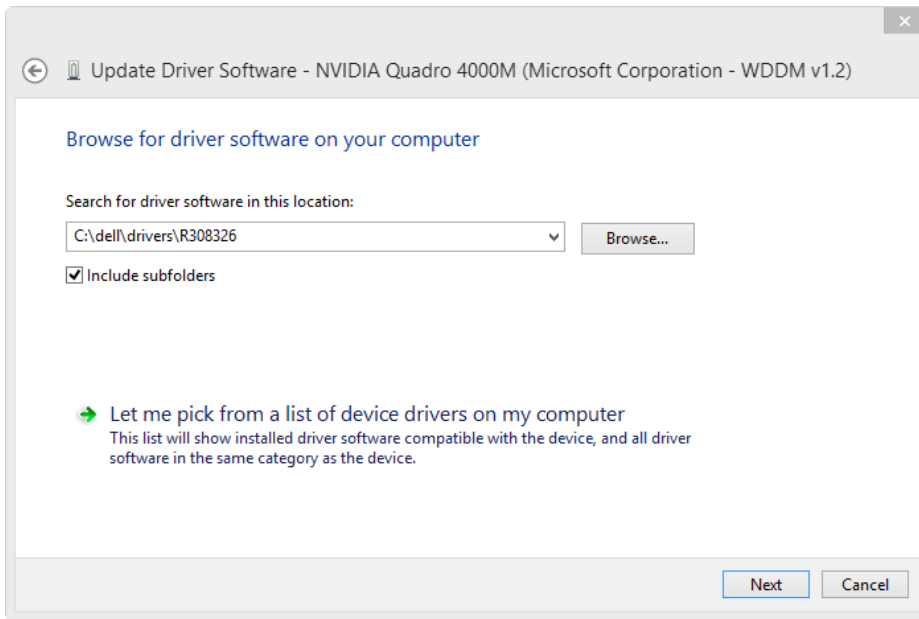 Update Driver Software - NVIDIA Quadro 4000M (Microsoft Corporation - WDDM v1.2)
Browse for driver software on your computer
Search for driver software in this location:
C:\dell\drivers\R308326
Browse...
Include subfolders
Let me pick from a list of device drivers on my computer
This list will show installed driver software compatible with the device, and all driver
software in the same category as the device.
Next
Cancel